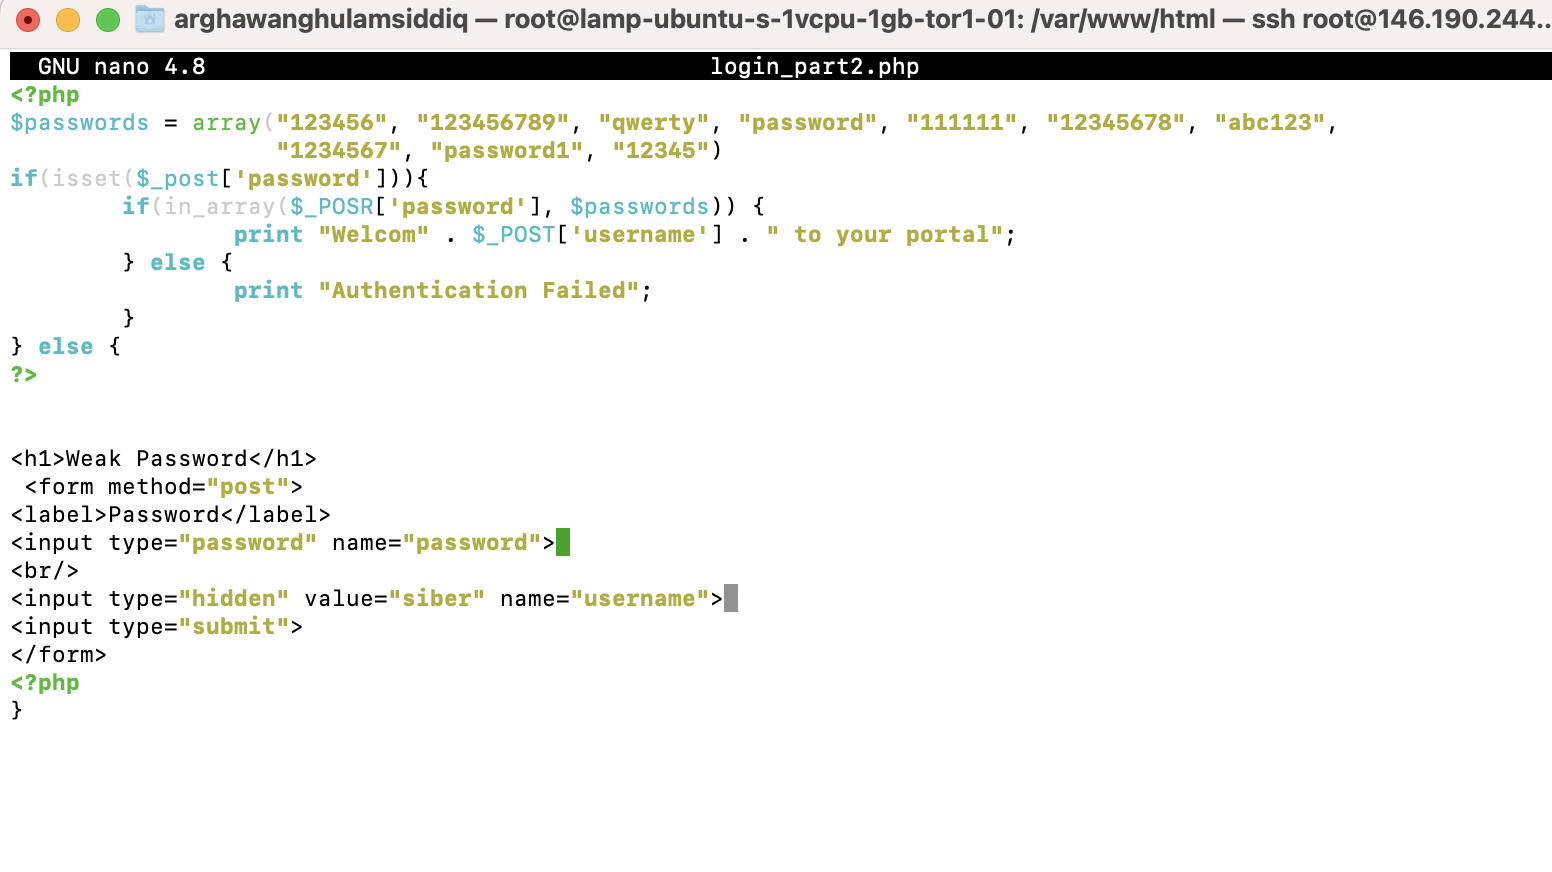 arghawanghulamsiddiq — root@lamp-ubuntu-s-1vcpu-1gb-tor1-01: /var/www/html — ssh root@146.190.244...
GNU nano 4.8 login_part2.php
<?php
$passwords = array("123456", "123456789", "qwerty", "password", "111111", "12345678", "abc123",
"1234567", "password1", "12345")
if(isset($_post['password'])){
if(in_array($_POSR['password'], $passwords)) {
print "Welcom" . $_POST['username'] . " to your portal";
} else {
print "Authentication Failed";
}
} else {
?>
<h1>Weak Password</h1>
<form method="post">
<label>Password</label>
<input type="password" name="password">
<br/>
<input type="hidden" value="siber" name="username">
<input type="submit">
</form>
<?php
}